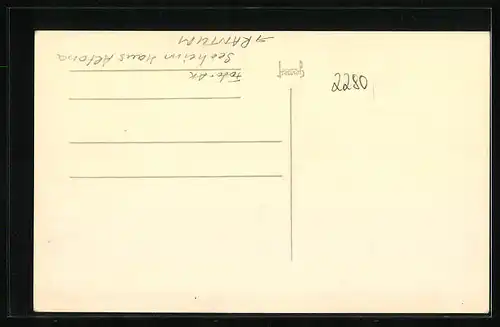 → RANTUM
Seeheim Haus Altona
Foto-AK
2280